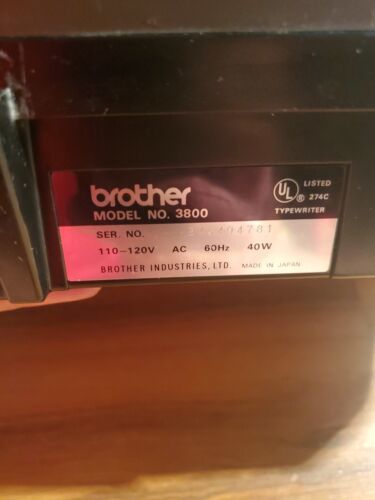 brother
MODEL NO. 3800
SER. NO.
110-120V AC 60Hz 40W
BROTHER INDUSTRIES, LTD. MADE IN JAPAN
UL ® LISTED
274C
TYPEWRITER